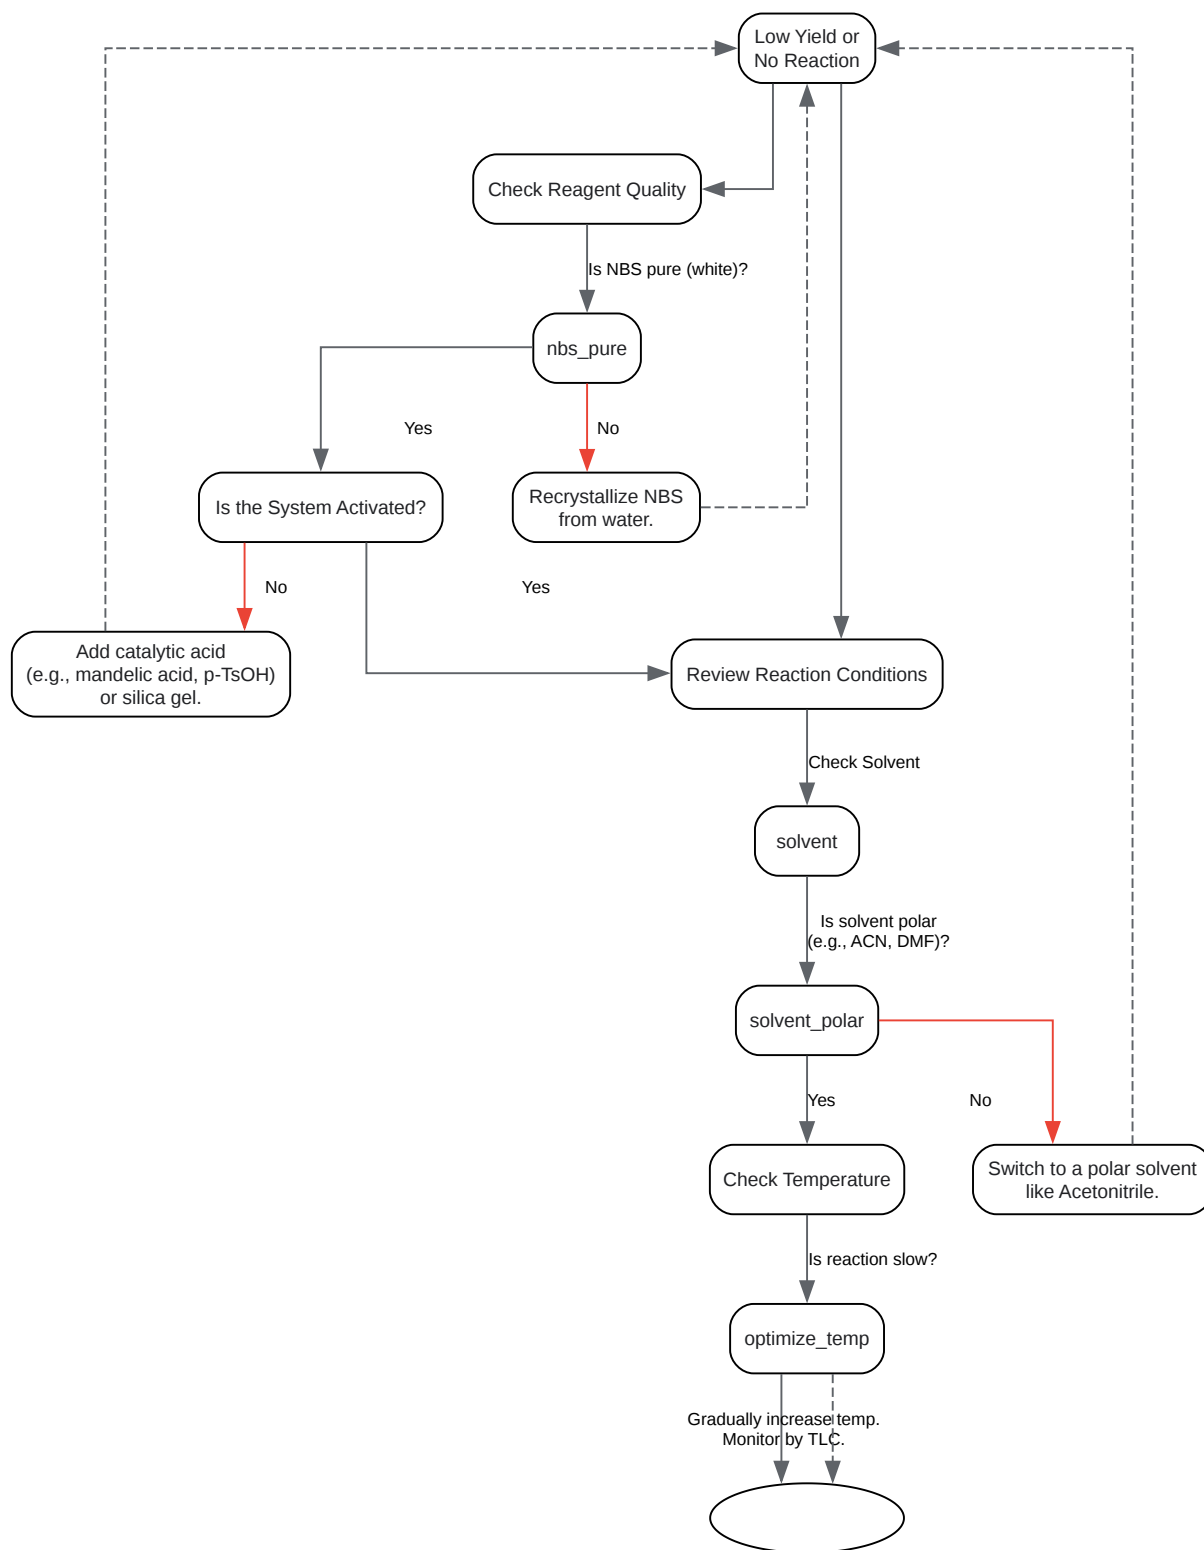 Low Yield or
No Reaction
Check Reagent Quality
Is NBS pure (white)?
nbs_pure
Yes
No
Is the System Activated?
Recrystallize NBS
from water.
No
Yes
Add catalytic acid
(e.g., mandelic acid, p-TsOH)
or silica gel.
Review Reaction Conditions
Check Solvent
solvent
Is solvent polar
(e.g., ACN, DMF)?
solvent_polar
Yes
No
Check Temperature
Switch to a polar solvent
like Acetonitrile.
Is reaction slow?
optimize_temp
Gradually increase temp.
Monitor by TLC.